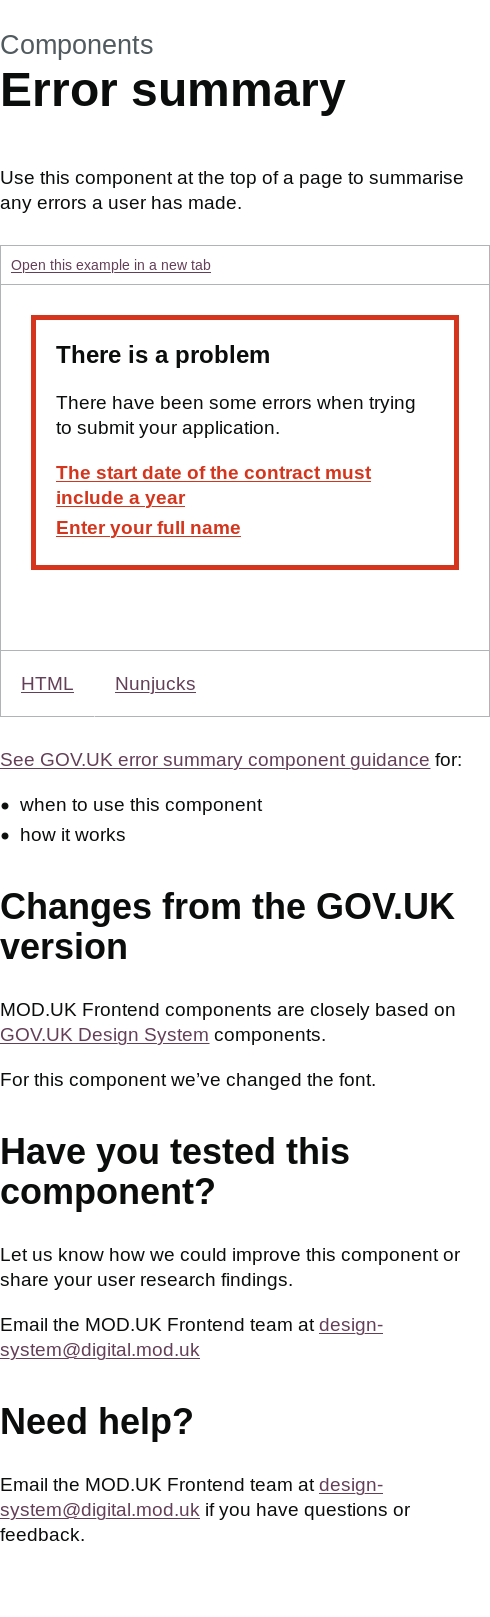 Components
Error summary
Use this component at the top of a page to summarise
any errors a user has made.
Open this example in a new tab
There is a problem
There have been some errors when trying
to submit your application.
The start date of the contract must
include a year
Enter your full name
HTML Nunjucks
See GOV.UK error summary component guidance for:
• when to use this component
• how it works
Changes from the GOV.UK
version
MOD.UK Frontend components are closely based on
GOV.UK Design System components.
For this component we’ve changed the font.
Have you tested this
component?
Let us know how we could improve this component or
share your user research findings.
Email the MOD.UK Frontend team at design-
system@digital.mod.uk
Need help?
Email the MOD.UK Frontend team at design-
system@digital.mod.uk if you have questions or
feedback.